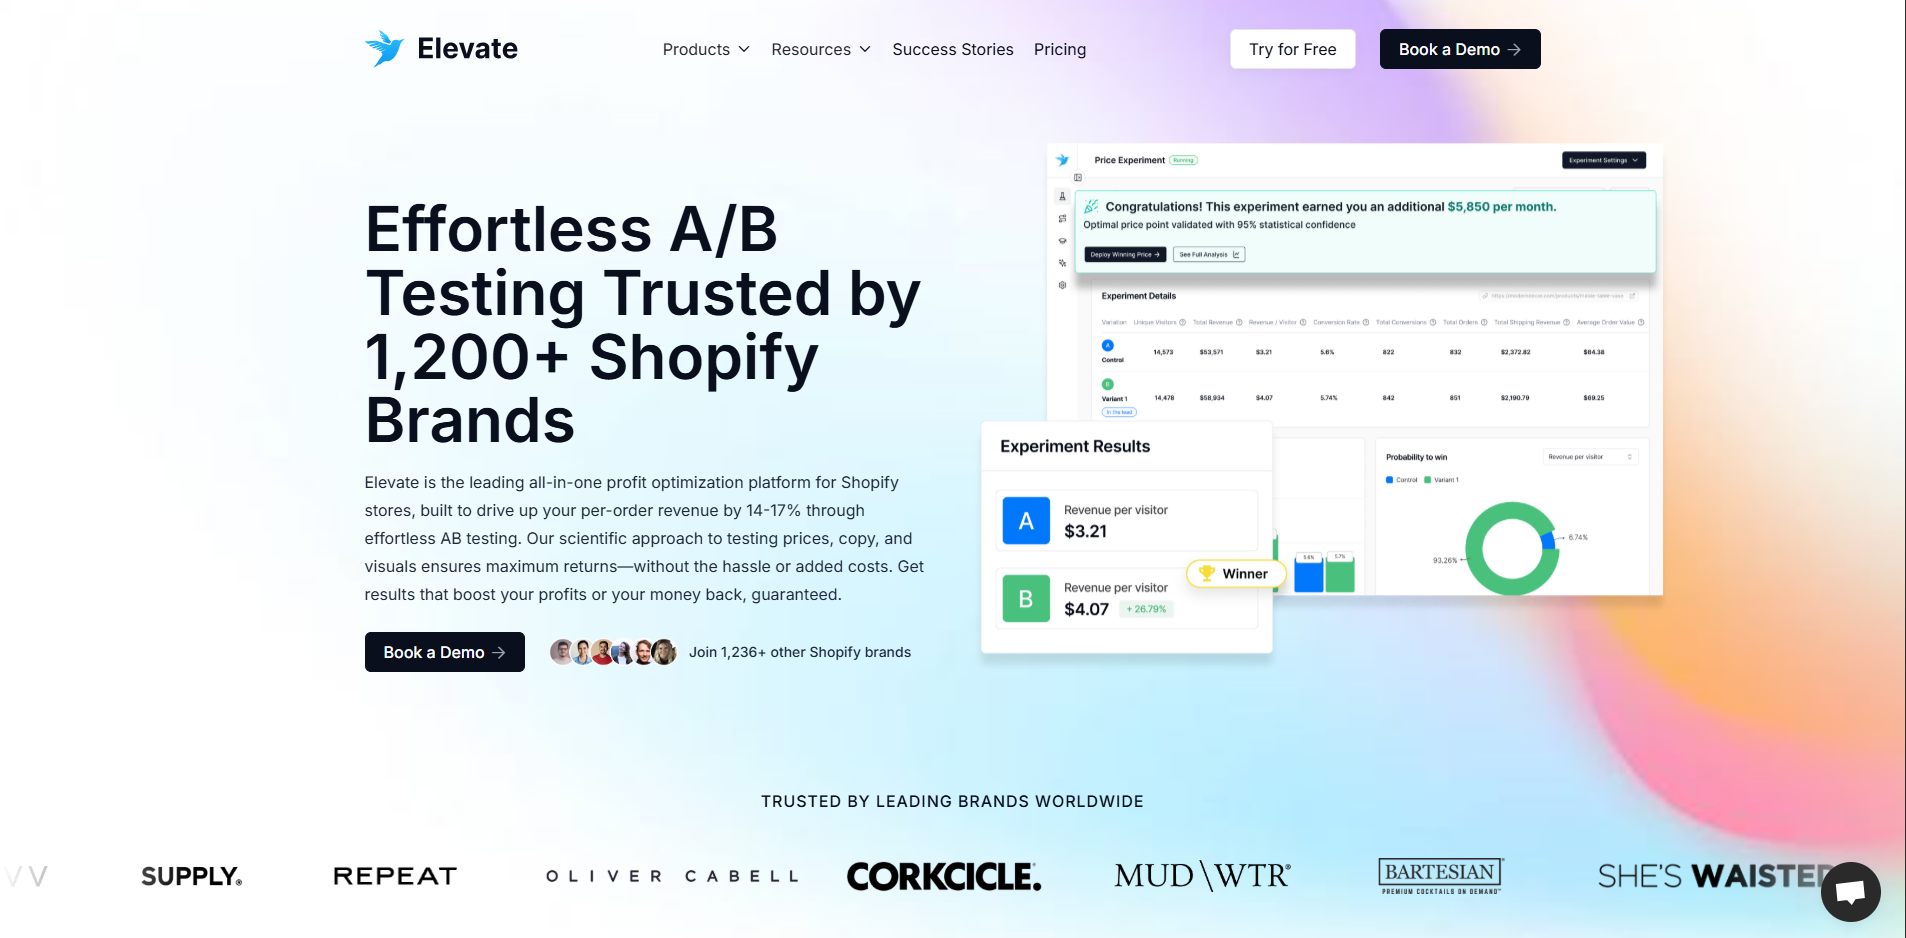 Elevate
Products
Resources
Success Stories
Pricing
Try for Free
Book a Demo →
Effortless A/B
Testing Trusted by
1,200+ Shopify
Brands
Elevate is the leading all-in-one profit optimization platform for Shopify
stores, built to drive up your per-order revenue by 14-17% through
effortless AB testing. Our scientific approach to testing prices, copy, and
visuals ensures maximum returns—without the hassle or added costs. Get
results that boost your profits or your money back, guaranteed.
Book a Demo →
Join 1,236+ other Shopify brands
Price Experiment Running
Experiment Settings
Congratulations! This experiment earned you an additional $5,850 per month.
Optimal price point validated with 95% statistical confidence
Deploy Winning Price →
See Full Analysis
Experiment Details
Variation Unique Visitors Total Revenue Revenue / Visitor Conversion Rate Total Conversions Total Orders Total Shipping Revenue Average Order Value
A
Control 14,573 $53,571 $3.21 5.6% 822 832 $2,372.82 $64.38
B
Variant 1 14,478 $58,934 $4.07 5.74% 842 851 $2,190.79 $69.25
In the lead
Experiment Results
A
Revenue per visitor
$3.21
Winner
B
Revenue per visitor
$4.07 + 26.79%
5.6% 5.7%
Probability to win
Revenue per visitor
Control Variant 1
6.74%
93.26%
TRUSTED BY LEADING BRANDS WORLDWIDE
SUPPLY.
REPEAT
OLIVER CABELL
CORKCICLE.
MUD\WTR
BARTESIAN
PREMIUM COCKTAILS ON DEMAND
SHE'S WAISTED